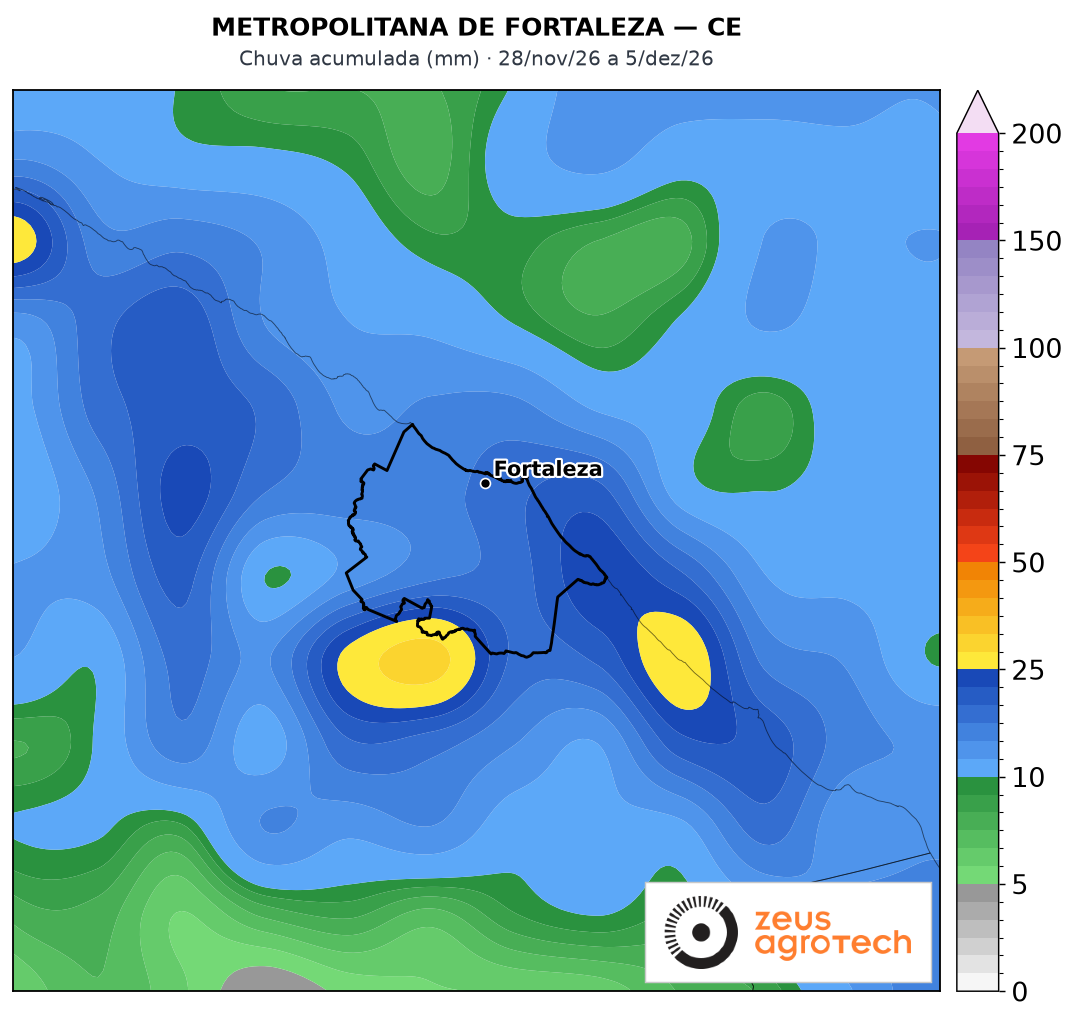 METROPOLITANA DE FORTALEZA — CE
Chuva acumulada (mm) · 28/nov/26 a 5/dez/26
Fortaleza
200
150
100
75
50
25
10
5
0
zeus
agrotech